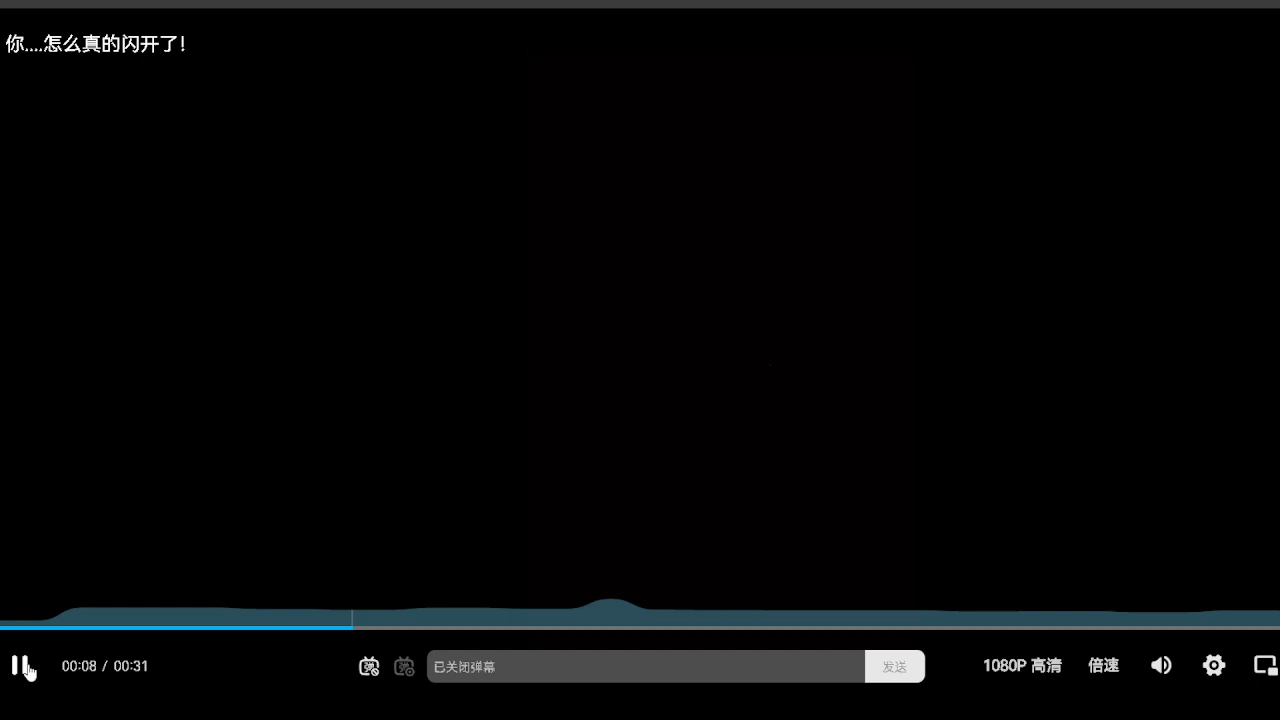 你....怎么真的闪开了!
00:08 / 00:31
已关闭弹幕
发送
1080P 高清
倍速